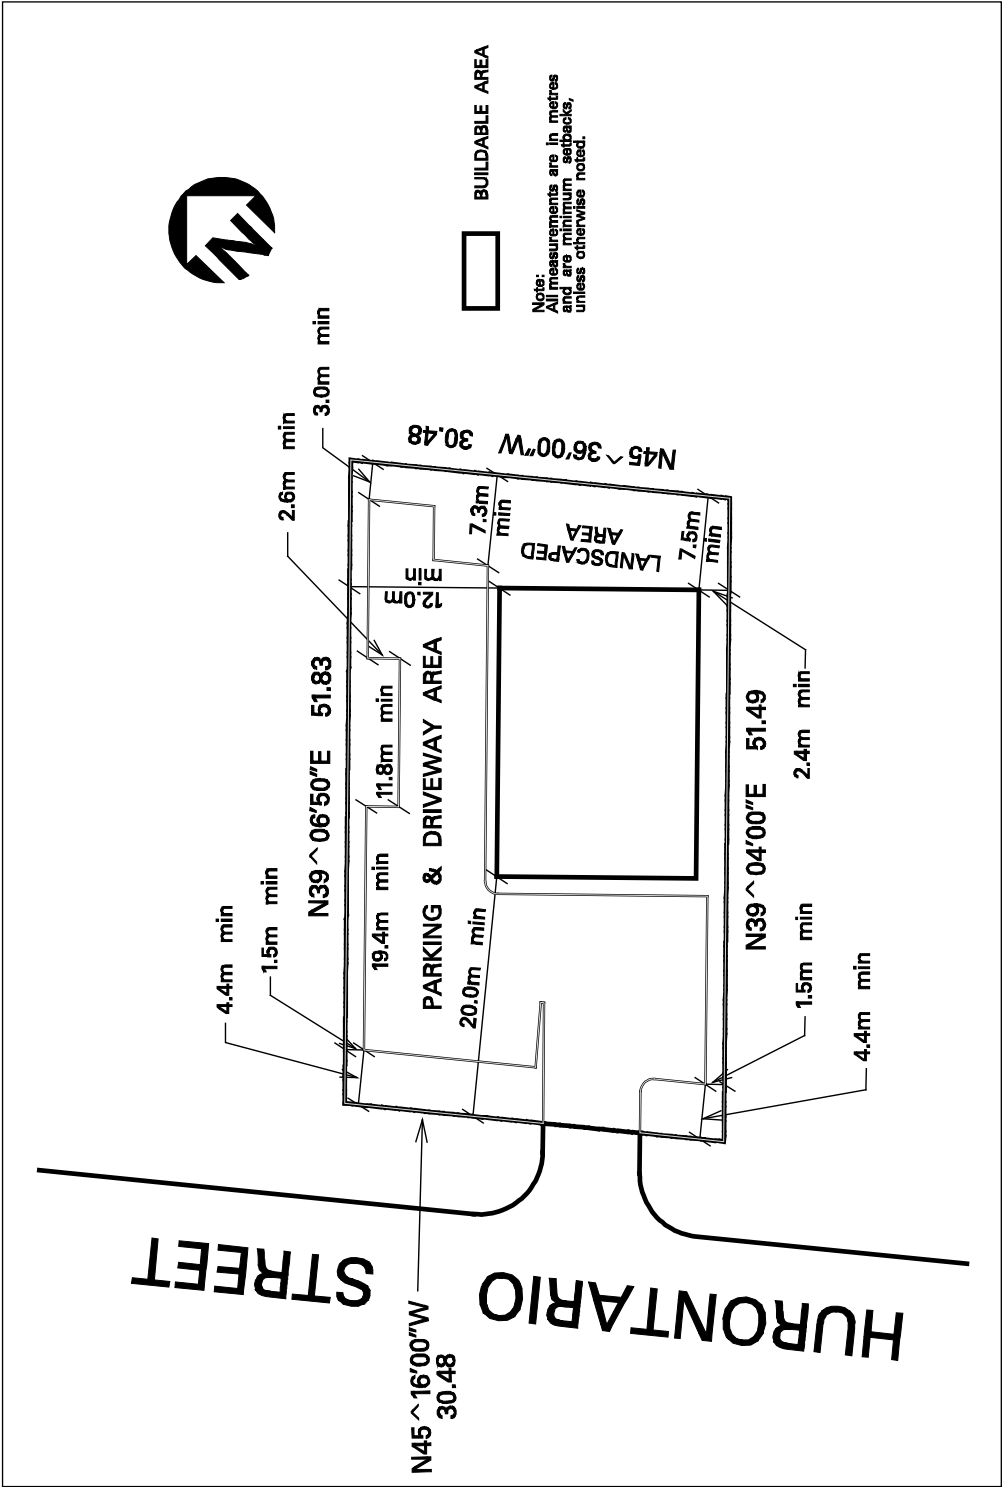 N
BUILDABLE AREA
Note:
All measurements are in metres
and are minimum setbacks,
unless otherwise noted.
4.4m min
1.5m min
2.6m min
3.0m min
N39^06'50"E 51.83
19.4m min
11.8m min
12.0m
min
PARKING & DRIVEWAY AREA
20.0m min
7.3m
min
LANDSCAPED
AREA
7.5m
min
N45^36'00"W 30.48
N39^04'00"E 51.49
2.4m min
1.5m min
4.4m min
N45^16'00"W
30.48
HURONTARIO STREET